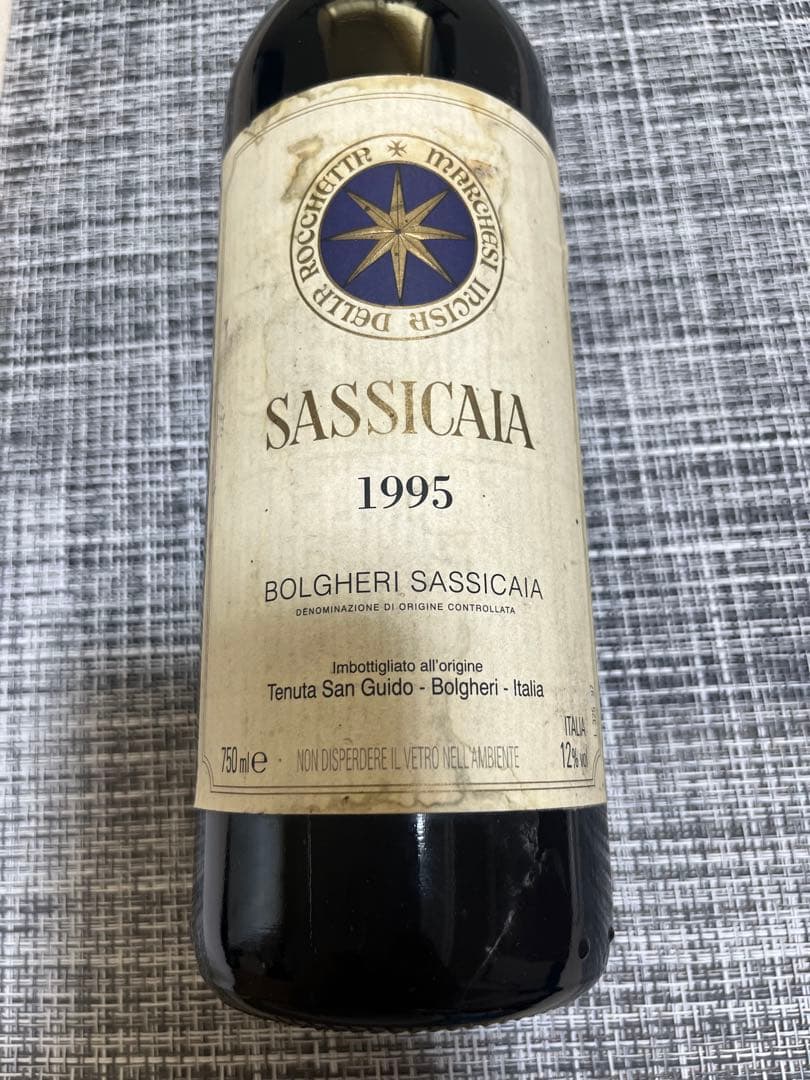 MARCHESI INCISA DELLA ROCCHETTA
SASSICAIA
1995
BOLGHERI SASSICAIA
DENOMINAZIONE DI ORIGINE CONTROLLATA
Imbottigliato all'origine
Tenuta San Guido - Bolgheri - Italia
ITALIA
750 ml e NON DISPERDERE IL VETRO NELL'AMBIENTE 12% vol